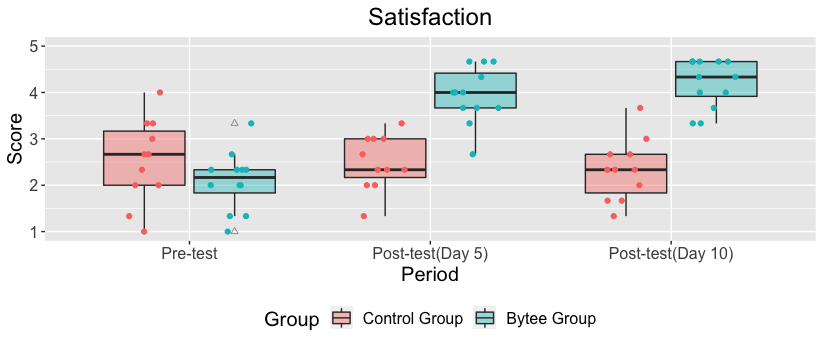 Satisfaction
Score
5
4
3
2
1
Pre-test
Post-test(Day 5)
Post-test(Day 10)
Period
Group
Control Group
Bytee Group